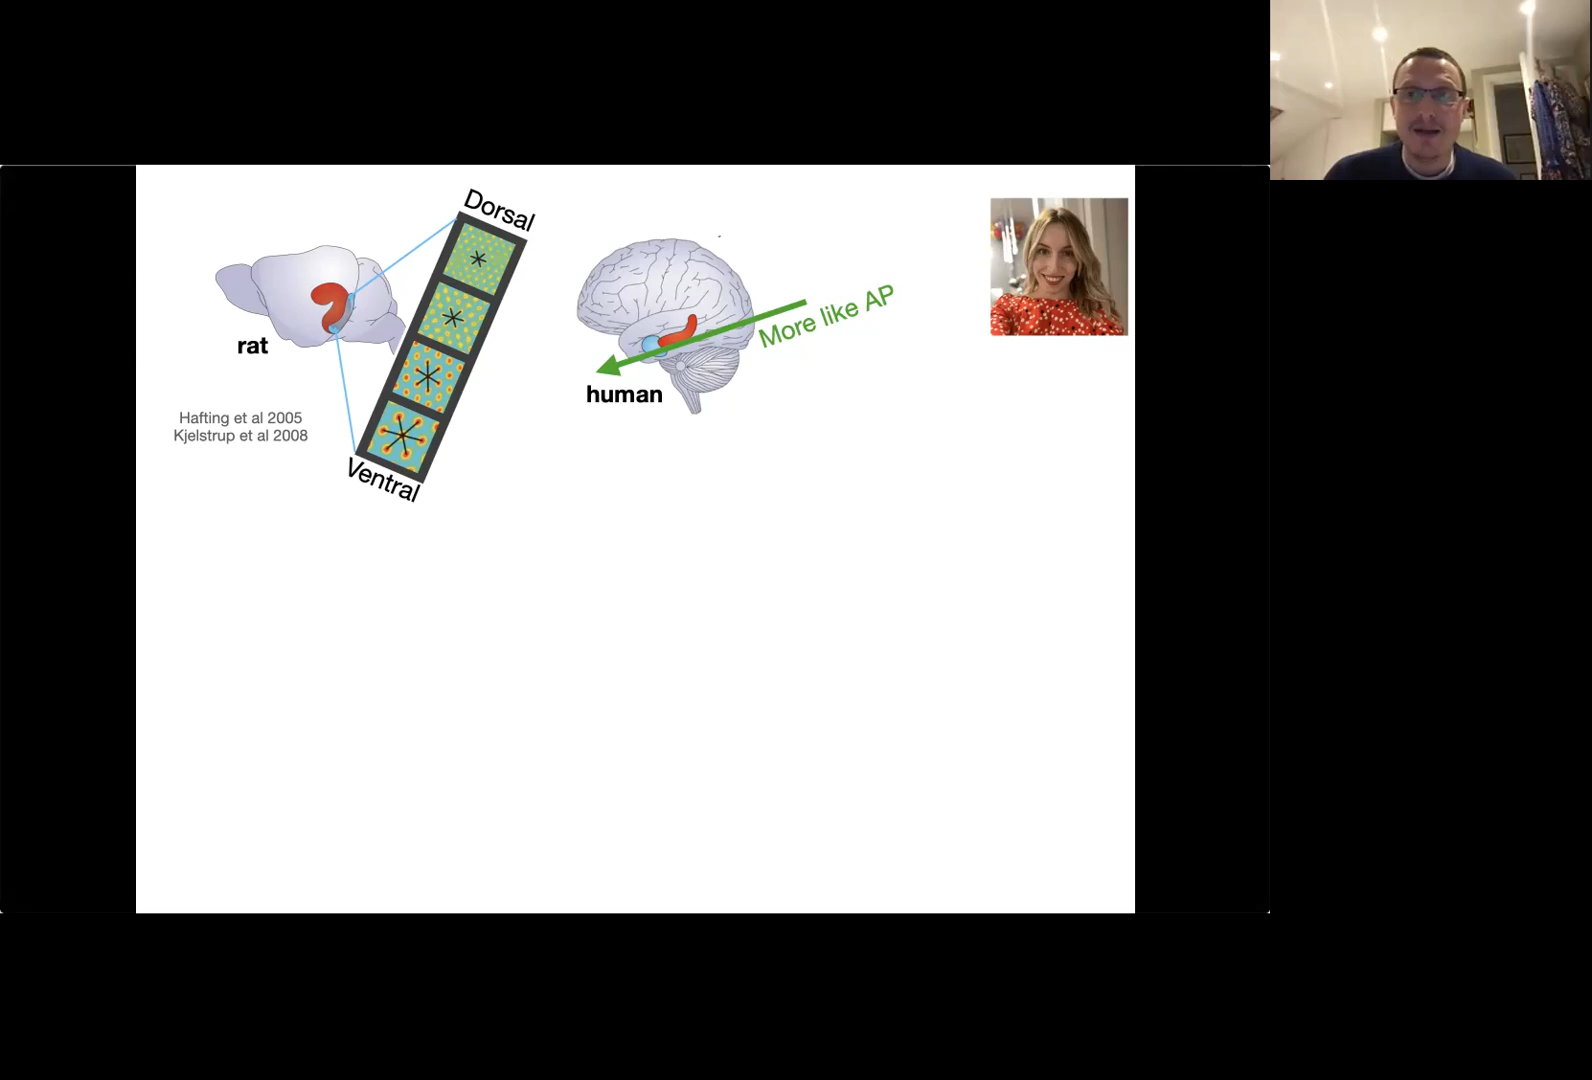 Dorsal
rat
Hafting et al 2005
Kjelstrup et al 2008
Ventral
More like AP
human